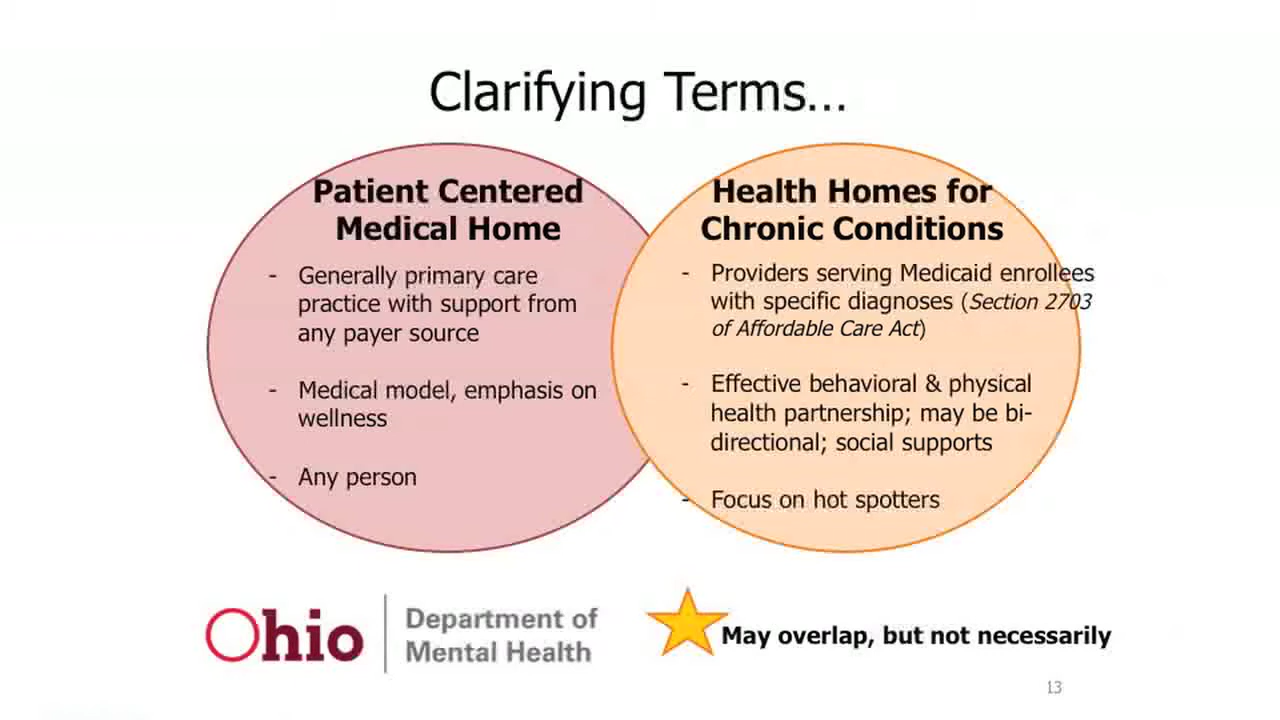 Clarifying Terms...
Patient Centered
Medical Home
- Generally primary care
practice with support from
any payer source
- Medical model, emphasis on
wellness
- Any person
Health Homes for
Chronic Conditions
- Providers serving Medicaid enrollees
with specific diagnoses (Section 2703
of Affordable Care Act)
- Effective behavioral & physical
health partnership; may be bi-
directional; social supports
- Focus on hot spotters
Ohio
Department of
Mental Health
May overlap, but not necessarily
13